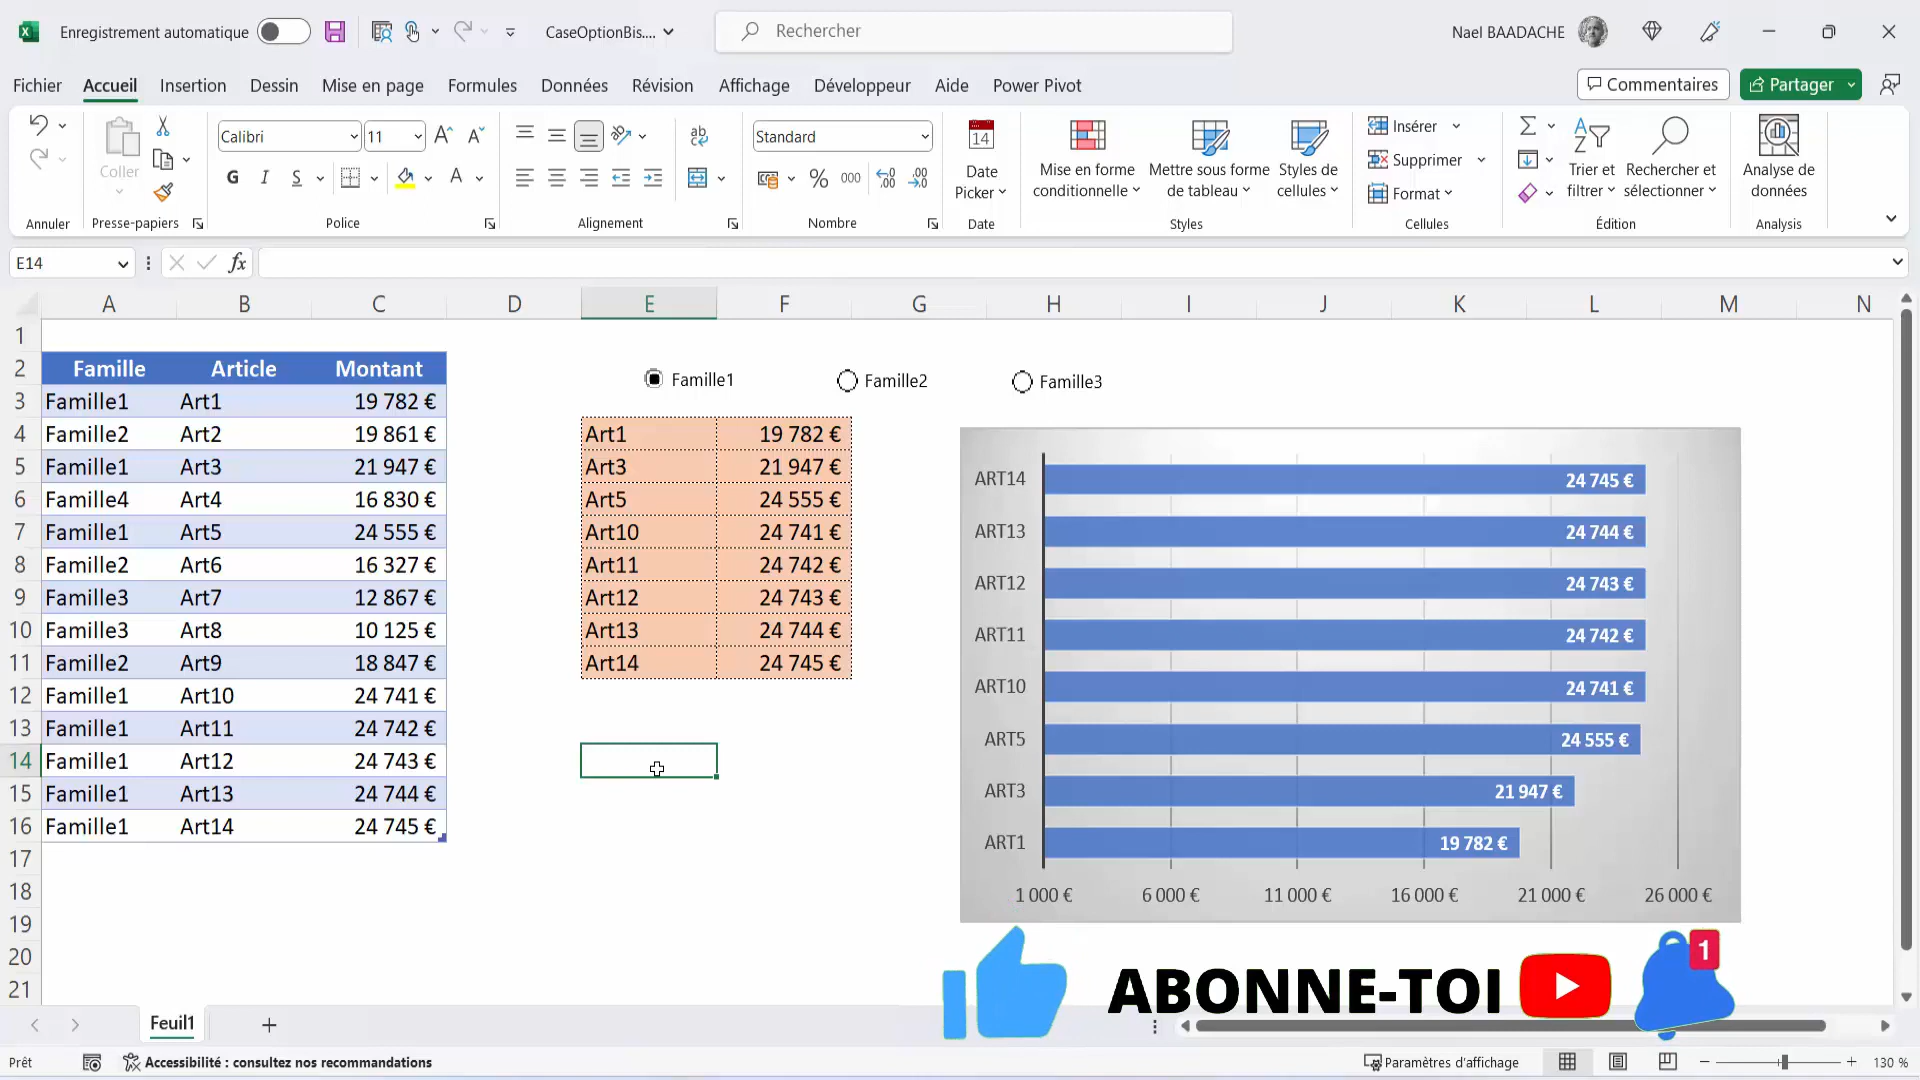 Enregistrement automatique
CaseOptionBis....
Rechercher
Nael BAADACHE
Fichier Accueil Insertion Dessin Mise en page Formules Données Révision Affichage Développeur Aide Power Pivot
Commentaires Partager
Calibri 11
Standard
Coller
G I S
% 000
14
Date
Picker
Mise en forme
conditionnelle
Mettre sous forme
de tableau
Styles de
cellules
Insérer
Supprimer
Format
Trier et
filtrer
Rechercher et
sélectionner
Analyse de
données
Annuler Presse-papiers Police Alignement Nombre Date Styles Cellules Édition Analysis
E14
fx
A B C D E F G H I J K L M N
1
2 Famille Article Montant
3 Famille1 Art1 19 782 €
4 Famille2 Art2 19 861 €
5 Famille1 Art3 21 947 €
6 Famille4 Art4 16 830 €
7 Famille1 Art5 24 555 €
8 Famille2 Art6 16 327 €
9 Famille3 Art7 12 867 €
10 Famille3 Art8 10 125 €
11 Famille2 Art9 18 847 €
12 Famille1 Art10 24 741 €
13 Famille1 Art11 24 742 €
14 Famille1 Art12 24 743 €
15 Famille1 Art13 24 744 €
16 Famille1 Art14 24 745 €
17
18
19
20
21
Famille1 Famille2 Famille3
Art1 19 782 €
Art3 21 947 €
Art5 24 555 €
Art10 24 741 €
Art11 24 742 €
Art12 24 743 €
Art13 24 744 €
Art14 24 745 €
ART14 24 745 €
ART13 24 744 €
ART12 24 743 €
ART11 24 742 €
ART10 24 741 €
ART5 24 555 €
ART3 21 947 €
ART1 19 782 €
1 000 € 6 000 € 11 000 € 16 000 € 21 000 € 26 000 €
ABONNE-TOI
1
Feuil1
Prêt
Accessibilité : consultez nos recommandations
Paramètres d'affichage
130 %